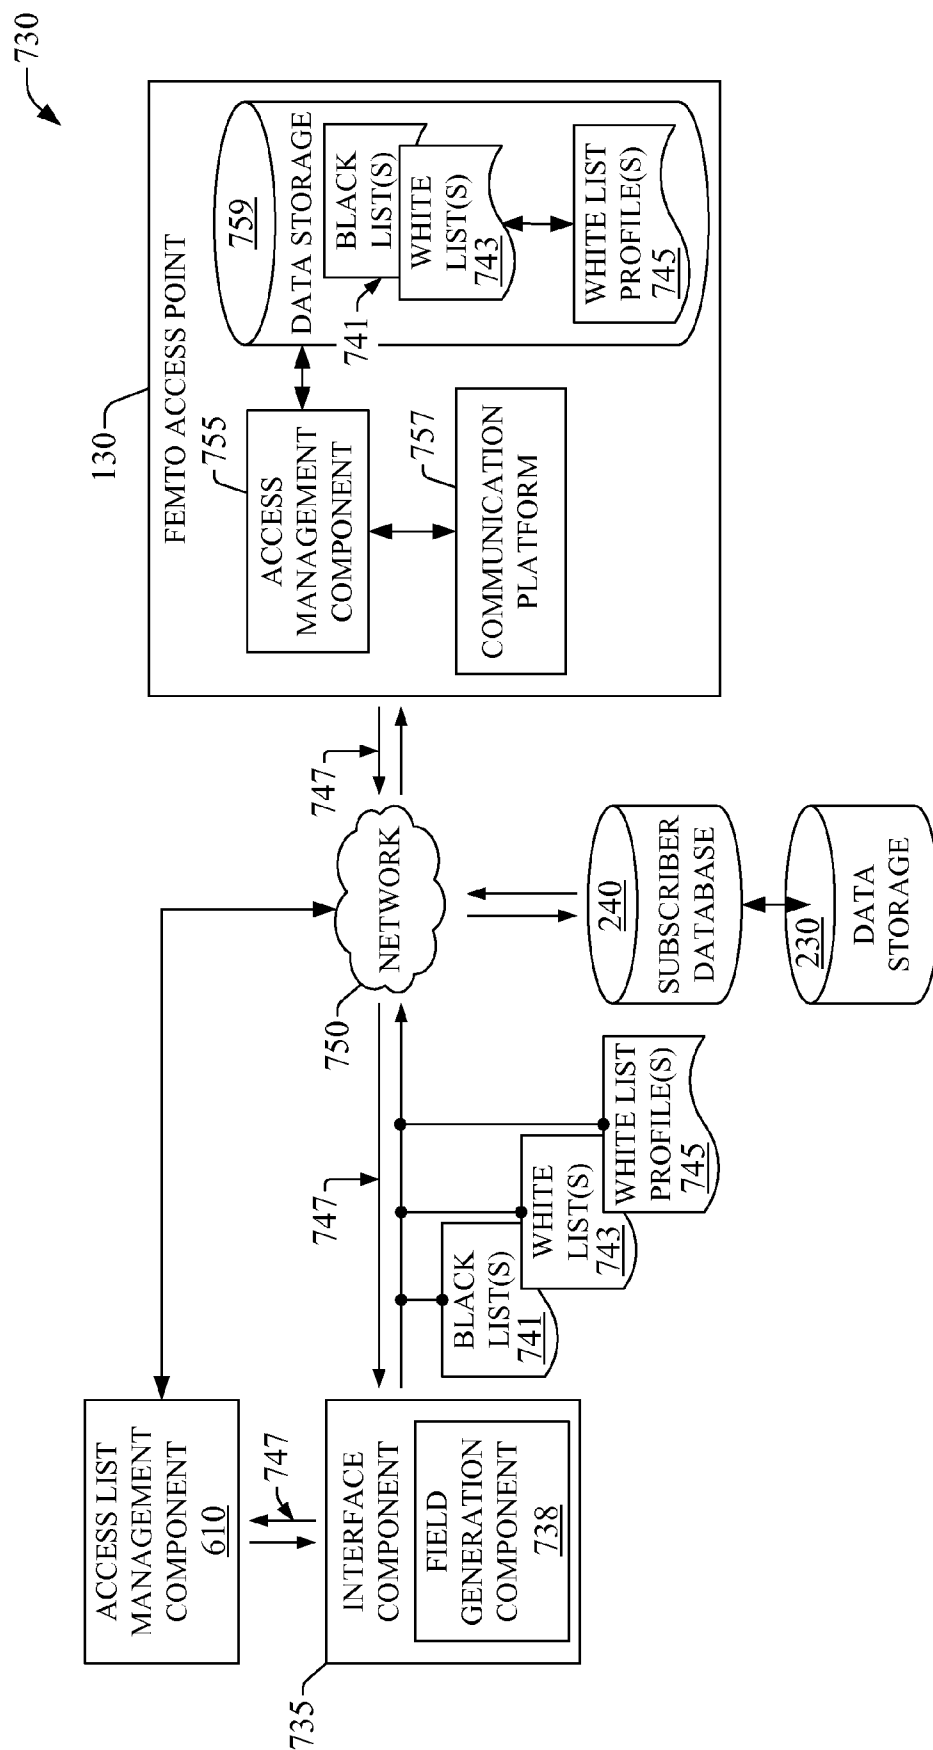 730
ACCESS LIST
MANAGEMENT
COMPONENT
610
747
735
INTERFACE
COMPONENT
FIELD
GENERATION
COMPONENT
738
747
BLACK
LIST(S)
741
WHITE
LIST(S)
743
WHITE LIST
PROFILE(S)
745
750
NETWORK
747
240
SUBSCRIBER
DATABASE
230
DATA
STORAGE
130
FEMTO ACCESS POINT
755
ACCESS
MANAGEMENT
COMPONENT
757
COMMUNICATION
PLATFORM
759
DATA STORAGE
741
BLACK
LIST(S)
WHITE
LIST(S)
743
WHITE LIST
PROFILE(S)
745